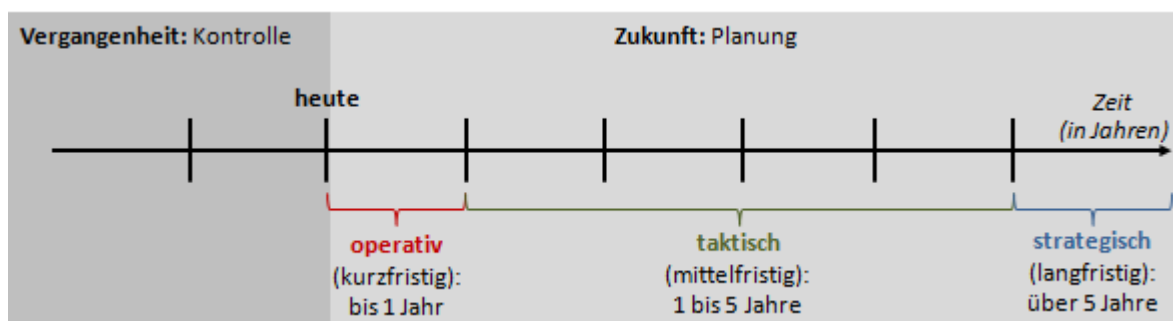 Vergangenheit: Kontrolle
Zukunft: Planung
heute
Zeit
(in Jahren)
operativ
(kurzfristig):
bis 1 Jahr
taktisch
(mittelfristig):
1 bis 5 Jahre
strategisch
(langfristig):
über 5 Jahre